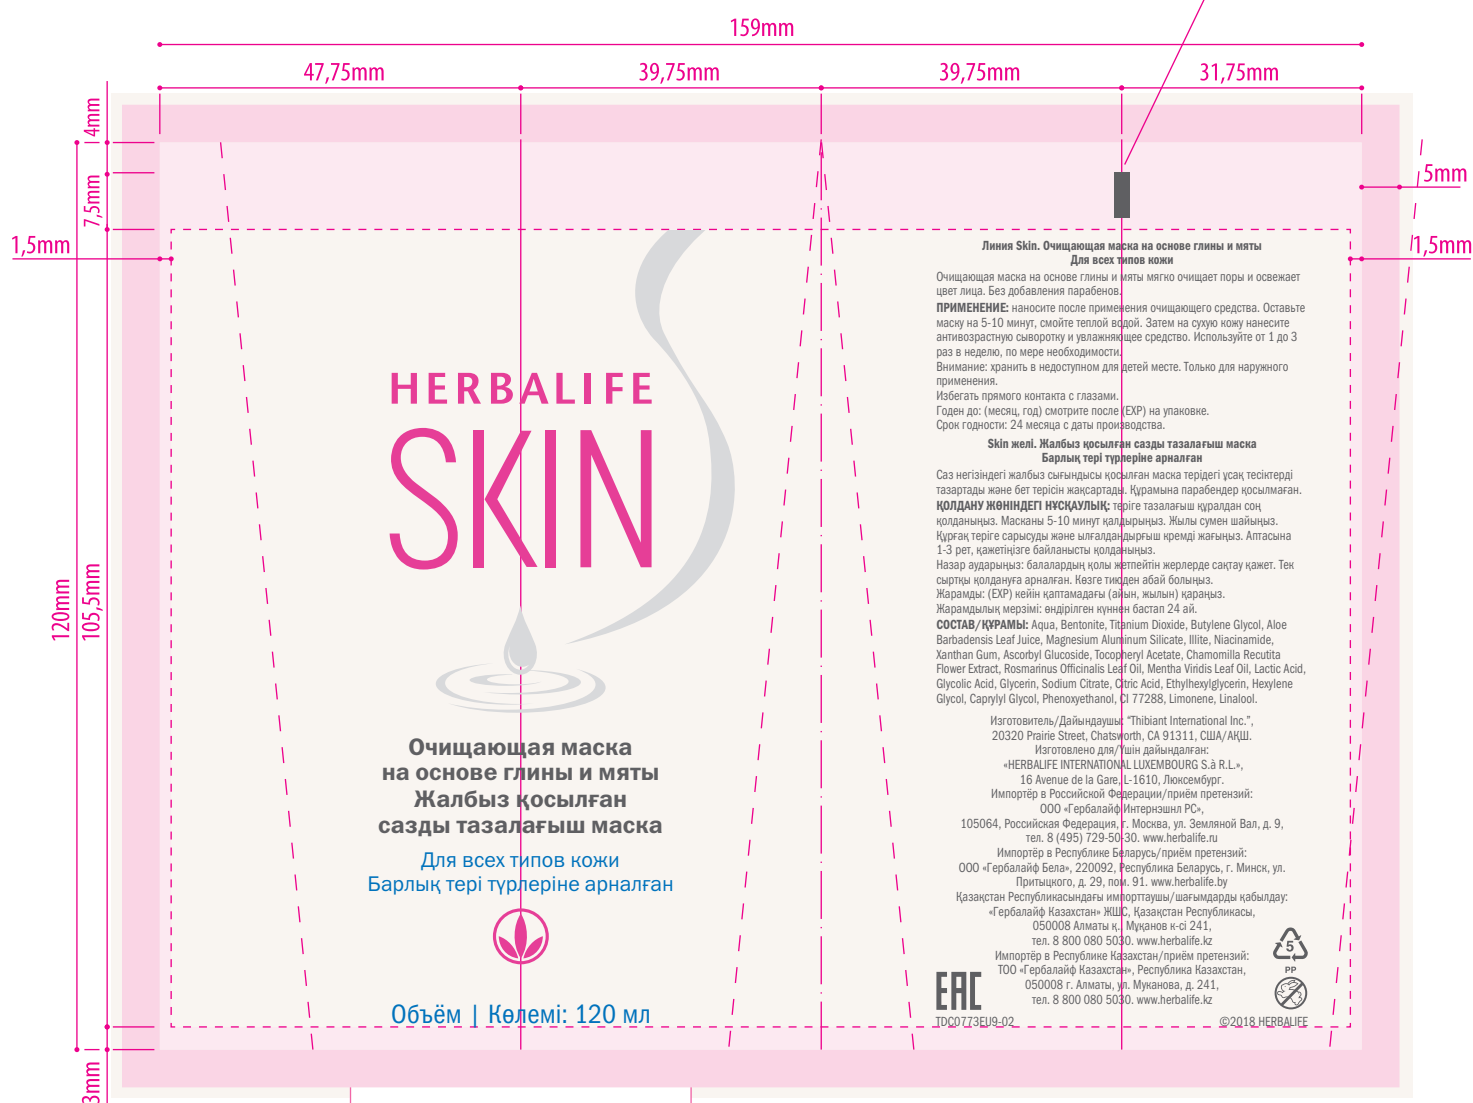 159mm
47,75mm
39,75mm
39,75mm
31,75mm
4mm
7,5mm
5mm
1,5mm
1,5mm
120mm
105,5mm
3mm
HERBALIFE
SKIN
Очищающая маска
на основе глины и мяты
Жалбыз қосылған
сазды тазалағыш маска
Для всех типов кожи
Барлық тері түрлеріне арналған
Объём | Көлемі: 120 мл
Линия Skin. Очищающая маска на основе глины и мяты
Для всех типов кожи
Очищающая маска на основе глины и мяты мягко очищает поры и освежает
цвет лица. Без добавления парабенов.
ПРИМЕНЕНИЕ: наносите после применения очищающего средства. Оставьте
маску на 5-10 минут, смойте теплой водой. Затем на сухую кожу нанесите
антивозрастную сыворотку и увлажняющее средство. Используйте от 1 до 3
раз в неделю, по мере необходимости.
Внимание: хранить в недоступном для детей месте. Только для наружного
применения.
Избегать прямого контакта с глазами.
Годен до: (месяц, год) смотрите после (EXP) на упаковке.
Срок годности: 24 месяца с даты производства.
Skin желі. Жалбыз қосылған сазды тазалағыш маска
Барлық тері түрлеріне арналған
Саз негізіндегі жалбыз сығындысы қосылған маска терідегі ұсақ тесіктерді
тазартады және бет терісін жақсартады. Құрамына парабендер қосылмаған.
ҚОЛДАНУ ЖӨНІНДЕГІ НҰСҚАУЛЫҚ: теріге тазалағыш құралдан соң
қолданыңыз. Масканы 5-10 минут қалдырыңыз. Жылы сумен шайыңыз.
Құрғақ теріге сарысуды және ылғалдандырғыш кремді жағыңыз. Аптасына
1-3 рет, қажетіңізге байланысты қолданыңыз.
Назар аударыңыз: балалардың қолы жетпейтін жерлерде сақтау қажет. Тек
сыртқы қолдануға арналған. Көзге тиюден абай болыңыз.
Жарамды: (EXP) кейін қаптамадағы (айын, жылын) қараңыз.
Жарамдылық мерзімі: өндірілген күннен бастап 24 ай.
СОСТАВ/ҚҰРАМЫ: Aqua, Bentonite, Titanium Dioxide, Butylene Glycol, Aloe
Barbadensis Leaf Juice, Magnesium Aluminum Silicate, Illite, Niacinamide,
Xanthan Gum, Ascorbyl Glucoside, Tocopheryl Acetate, Chamomilla Recutita
Flower Extract, Rosmarinus Officinalis Leaf Oil, Mentha Viridis Leaf Oil, Lactic Acid,
Glycolic Acid, Glycerin, Sodium Citrate, Citric Acid, Ethylhexylglycerin, Hexylene
Glycol, Caprylyl Glycol, Phenoxyethanol, CI 77288, Limonene, Linalool.
Изготовитель/Дайындаушы: “Thibiant International Inc.”,
20320 Prairie Street, Chatsworth, CA 91311, США/АҚШ.
Изготовлено для/Үшін дайындалған:
«HERBALIFE INTERNATIONAL LUXEMBOURG S.à R.L.»,
16 Avenue de la Gare, L-1610, Люксембург.
Импортёр в Российской Федерации/приём претензий:
ООО «Гербалайф Интернэшнл РС»,
105064, Российская Федерация, г. Москва, ул. Земляной Вал, д. 9,
тел. 8 (495) 729-50-30. www.herbalife.ru
Импортёр в Республике Беларусь/приём претензий:
ООО «Гербалайф Бела», 220092, Республика Беларусь, г. Минск, ул.
Притыцкого, д. 29, пом. 91. www.herbalife.by
Қазақстан Республикасындағы импорттаушы/шағымдарды қабылдау:
«Гербалайф Казахстан» ЖШС, Қазақстан Республикасы,
050008 Алматы қ., Мұқанов к-сі 241,
тел. 8 800 080 5030. www.herbalife.kz
Импортёр в Республике Казахстан/приём претензий:
ТОО «Гербалайф Казахстан», Республика Казахстан,
050008 г. Алматы, ул. Муканова, д. 241,
тел. 8 800 080 5030. www.herbalife.kz
5
PP
EAC
TDC0773EU9-02
©2018 HERBALIFE